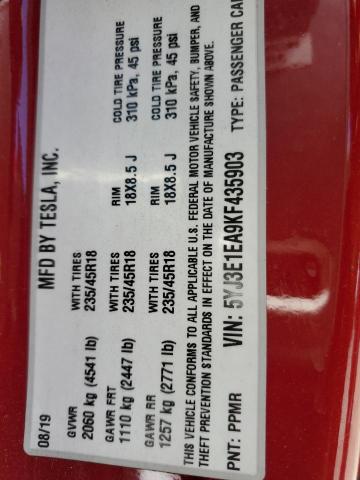 MFD BY TESLA, INC.
08/19
GVWR WITH TIRES RIM COLD TIRE PRESSURE
2060 kg (4541 lb) 235/45R18 18X8.5 J 310 kPa, 45 psi
GAWR FRT WITH TIRES RIM COLD TIRE PRESSURE
1110 kg (2447 lb) 235/45R18 18X8.5 J 310 kPa, 45 psi
GAWR RR WITH TIRES
1257 kg (2771 lb) 235/45R18
THIS VEHICLE CONFORMS TO ALL APPLICABLE U.S. FEDERAL MOTOR VEHICLE SAFETY, BUMPER, AND
THEFT PREVENTION STANDARDS IN EFFECT ON THE DATE OF MANUFACTURE SHOWN ABOVE.
PNT: PPMR VIN: 5YJ3E1EA9KF435903 TYPE: PASSENGER CAR